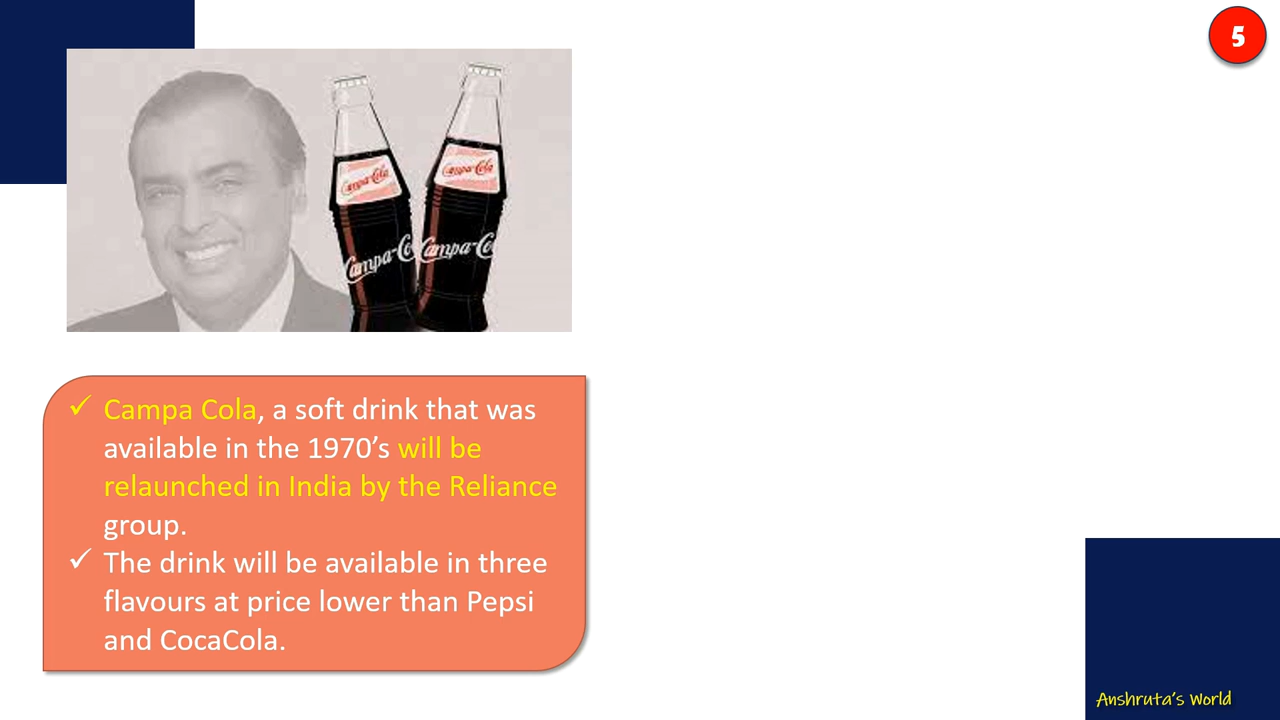 5
Campa-Cola
Campa-Cola
Campa-Co
Campa-Co
✓ Campa Cola, a soft drink that was
available in the 1970’s will be
relaunched in India by the Reliance
group.
✓ The drink will be available in three
flavours at price lower than Pepsi
and CocaCola.
Anshruta's World